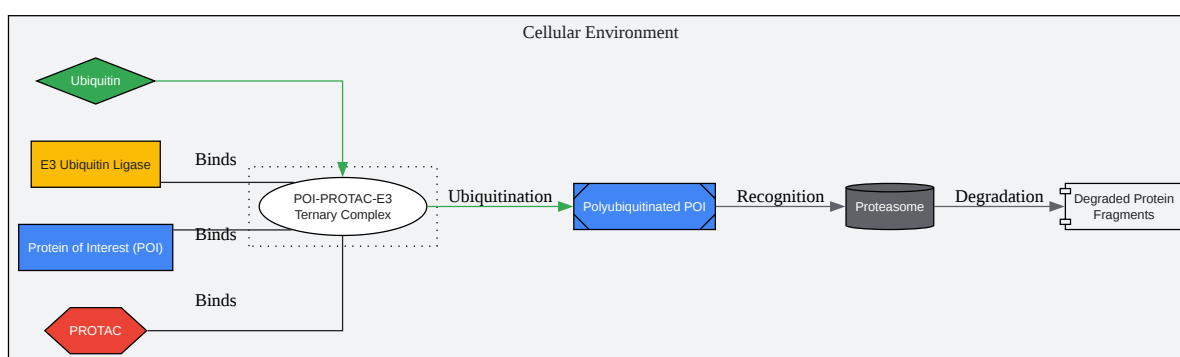 Cellular Environment
Ubiquitin
E3 Ubiquitin Ligase
Binds
POI-PROTAC-E3
Ternary Complex
Ubiquitination
Polyubiquitinated POI
Recognition
Proteasome
Degradation
Degraded Protein
Fragments
Protein of Interest (POI)
Binds
Binds
PROTAC